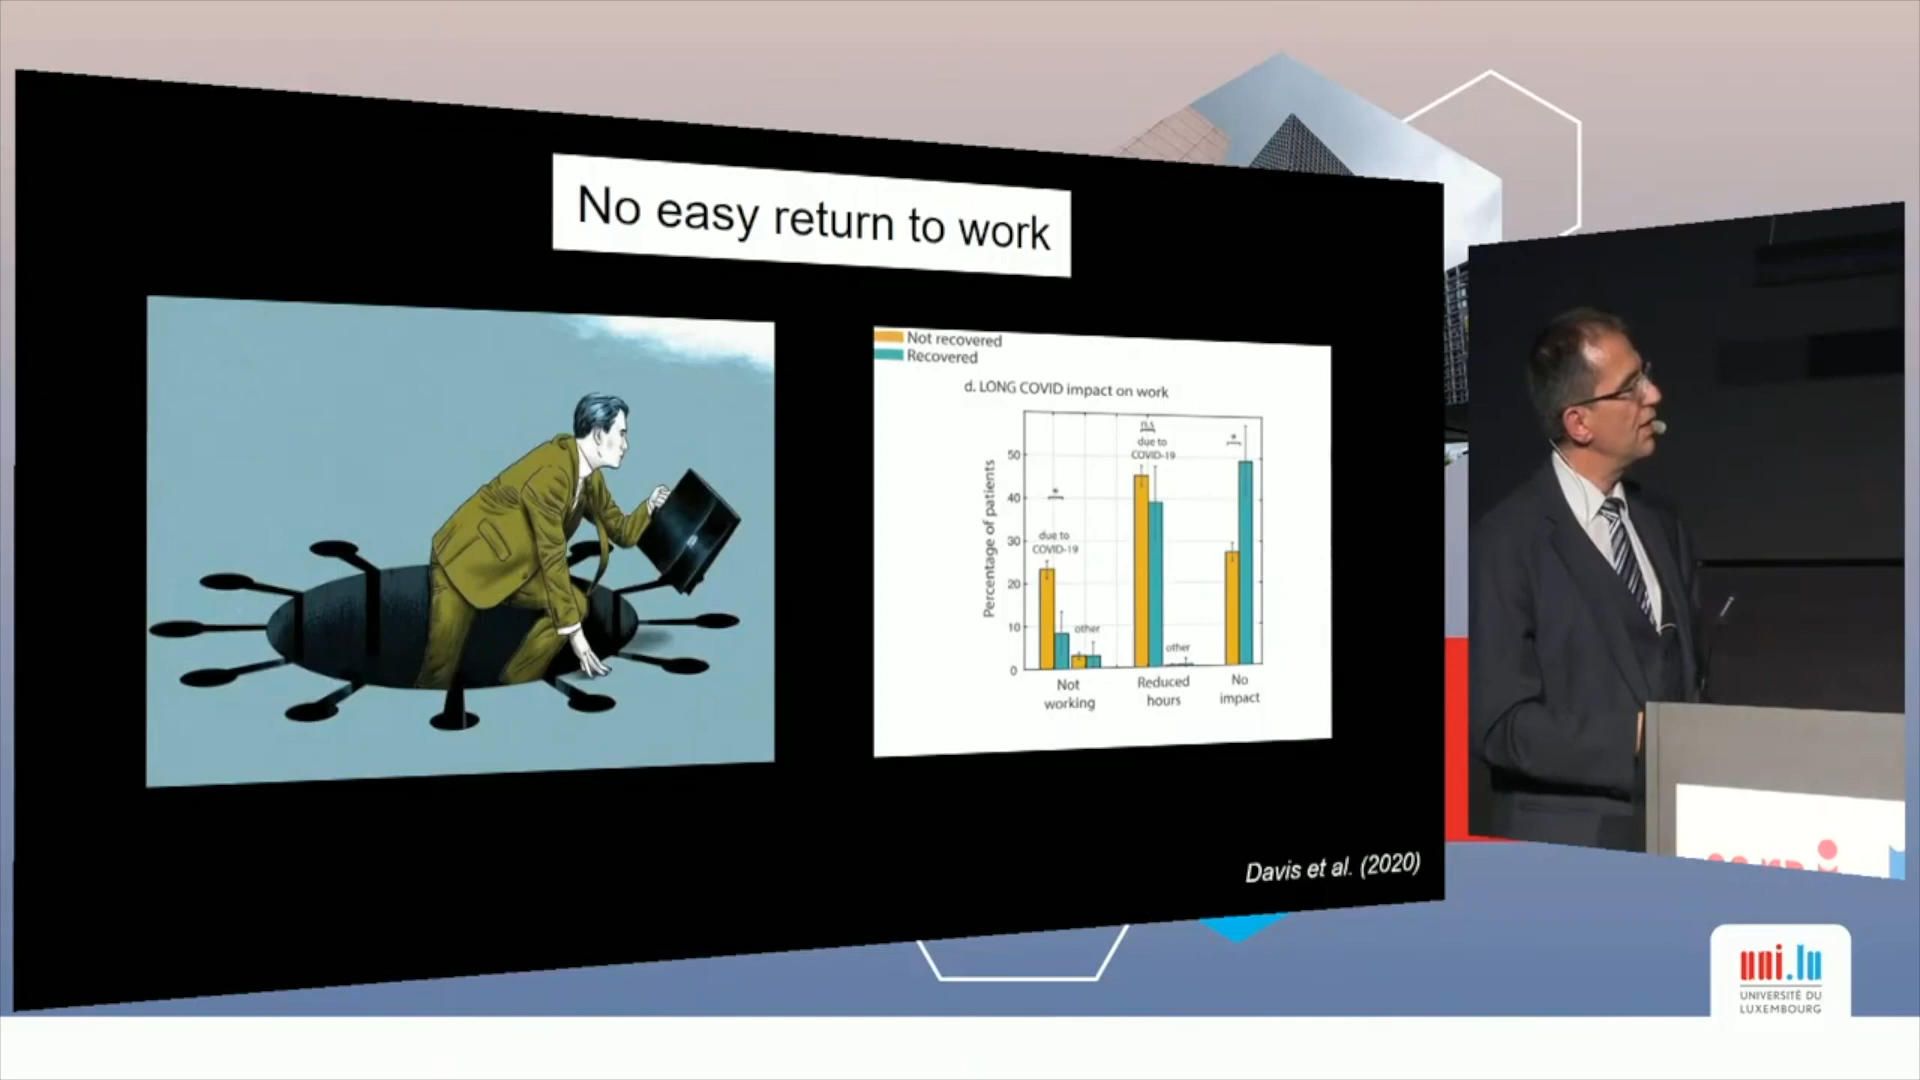 No easy return to work
Not recovered
Recovered
d. LONG COVID impact on work
Percentage of patients
50
40
30
20
10
0
*
due to
COVID-19
other
n.s
due to
COVID-19
other
*
Not
working
Reduced
hours
No
impact
Davis et al. (2020)
uni.lu
UNIVERSITÉ DU
LUXEMBOURG